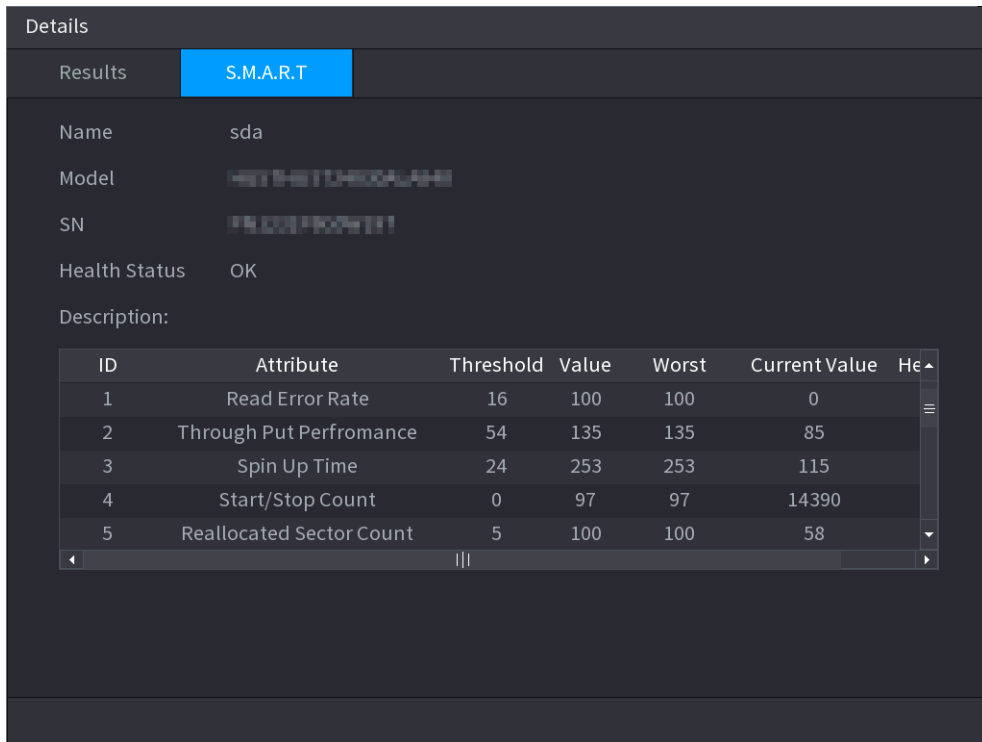 Details
Results S.M.A.R.T
Name sda
Model
SN
Health Status OK
Description:
ID Attribute Threshold Value Worst Current Value He
1 Read Error Rate 16 100 100 0
2 Through Put Perfromance 54 135 135 85
3 Spin Up Time 24 253 253 115
4 Start/Stop Count 0 97 97 14390
5 Reallocated Sector Count 5 100 100 58